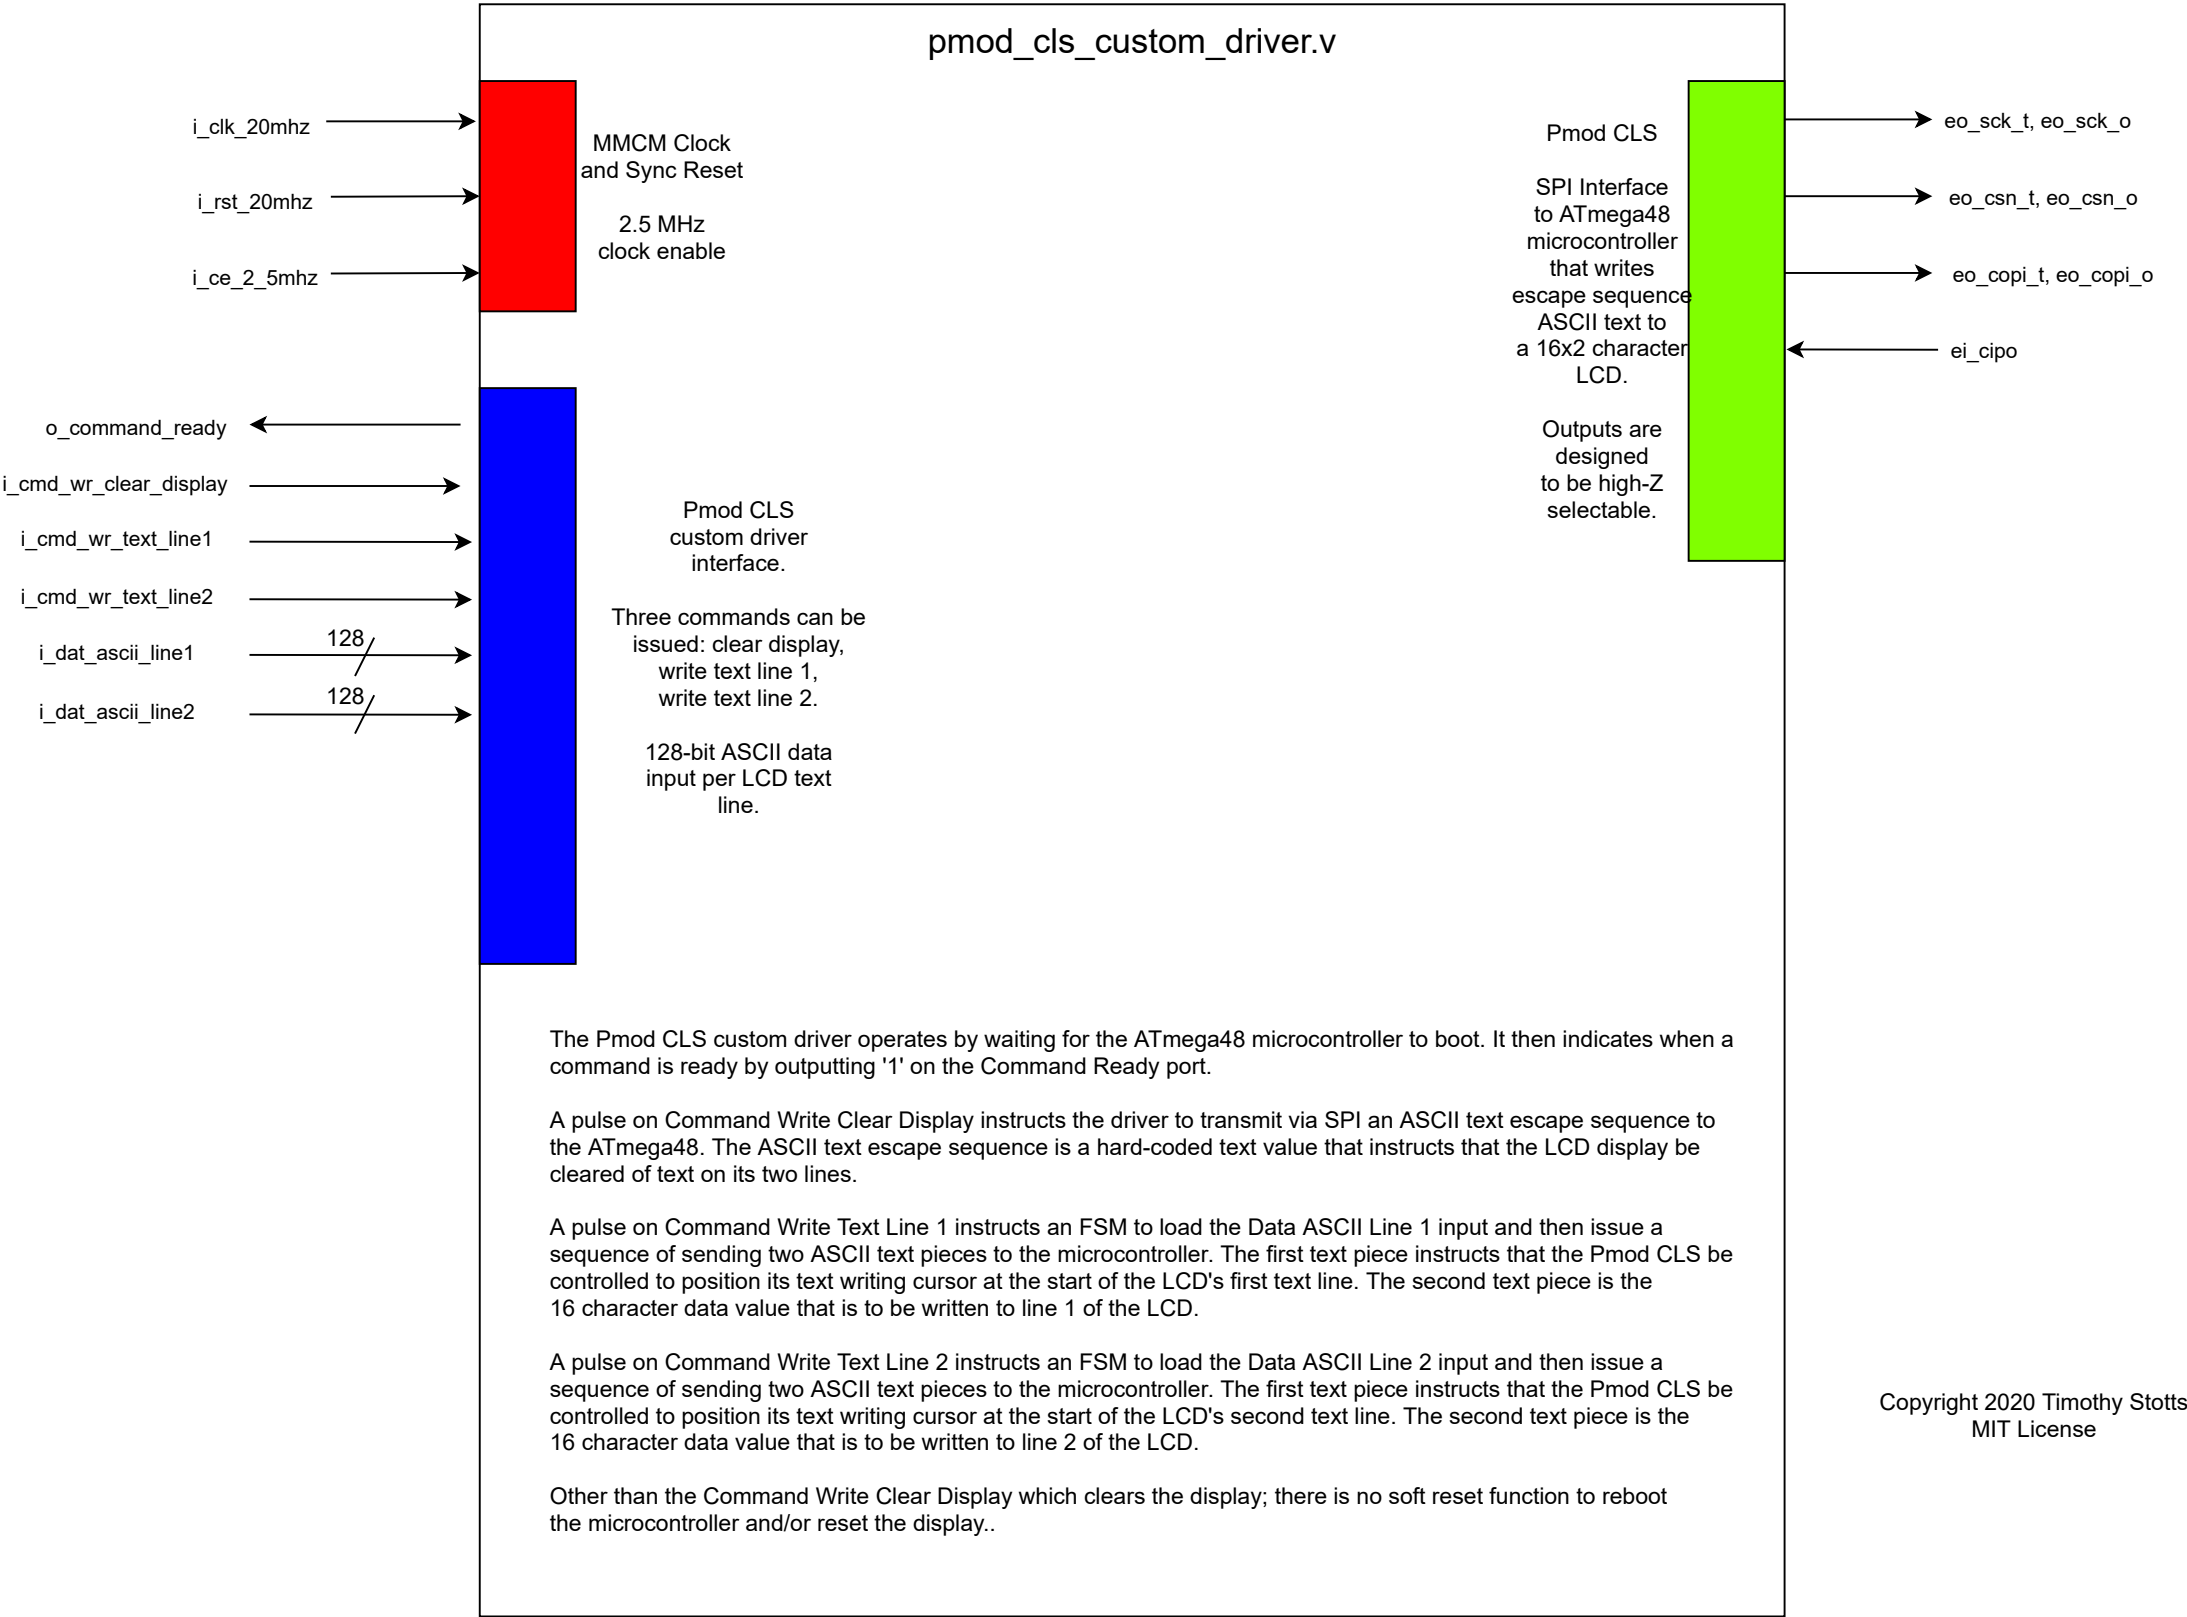 pmod_cls_custom_driver.v
i_clk_20mhz
i_rst_20mhz
i_ce_2_5mhz
MMCM Clock
and Sync Reset
2.5 MHz
clock enable
Pmod CLS
SPI Interface
to ATmega48
microcontroller
that writes
escape sequence
ASCII text to
a 16x2 character
LCD.
Outputs are
designed
to be high-Z
selectable.
eo_sck_t, eo_sck_o
eo_csn_t, eo_csn_o
eo_copi_t, eo_copi_o
ei_cipo
o_command_ready
i_cmd_wr_clear_display
i_cmd_wr_text_line1
i_cmd_wr_text_line2
128
i_dat_ascii_line1
128
i_dat_ascii_line2
Pmod CLS
custom driver
interface.
Three commands can be
issued: clear display,
write text line 1,
write text line 2.
128-bit ASCII data
input per LCD text
line.
The Pmod CLS custom driver operates by waiting for the ATmega48 microcontroller to boot. It then indicates when a
command is ready by outputting '1' on the Command Ready port.
A pulse on Command Write Clear Display instructs the driver to transmit via SPI an ASCII text escape sequence to
the ATmega48. The ASCII text escape sequence is a hard-coded text value that instructs that the LCD display be
cleared of text on its two lines.
A pulse on Command Write Text Line 1 instructs an FSM to load the Data ASCII Line 1 input and then issue a
sequence of sending two ASCII text pieces to the microcontroller. The first text piece instructs that the Pmod CLS be
controlled to position its text writing cursor at the start of the LCD's first text line. The second text piece is the
16 character data value that is to be written to line 1 of the LCD.
A pulse on Command Write Text Line 2 instructs an FSM to load the Data ASCII Line 2 input and then issue a
sequence of sending two ASCII text pieces to the microcontroller. The first text piece instructs that the Pmod CLS be
controlled to position its text writing cursor at the start of the LCD's second text line. The second text piece is the
16 character data value that is to be written to line 2 of the LCD.
Other than the Command Write Clear Display which clears the display; there is no soft reset function to reboot
the microcontroller and/or reset the display..
Copyright 2020 Timothy Stotts
MIT License